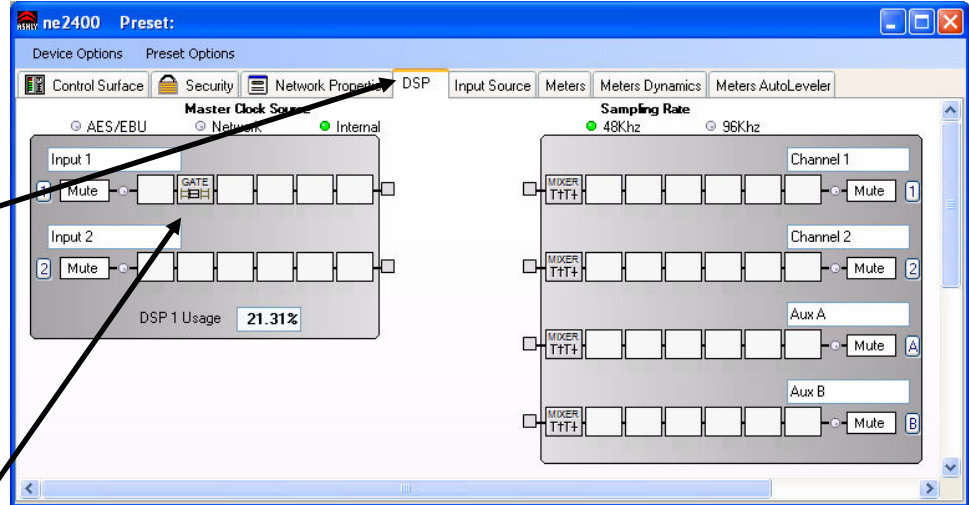 ASHLY ne2400 Preset:
Device Options Preset Options
Control Surface Security Network Properties DSP Input Source Meters Meters Dynamics Meters AutoLeveler
Master Clock Source
AES/EBU Network Internal
Sampling Rate
48Khz 96Khz
Input 1
1 Mute GATE
Input 2
2 Mute
DSP 1 Usage 21.31%
Channel 1
MIXER Mute 1
Channel 2
MIXER Mute 2
Aux A
MIXER Mute A
Aux B
MIXER Mute B